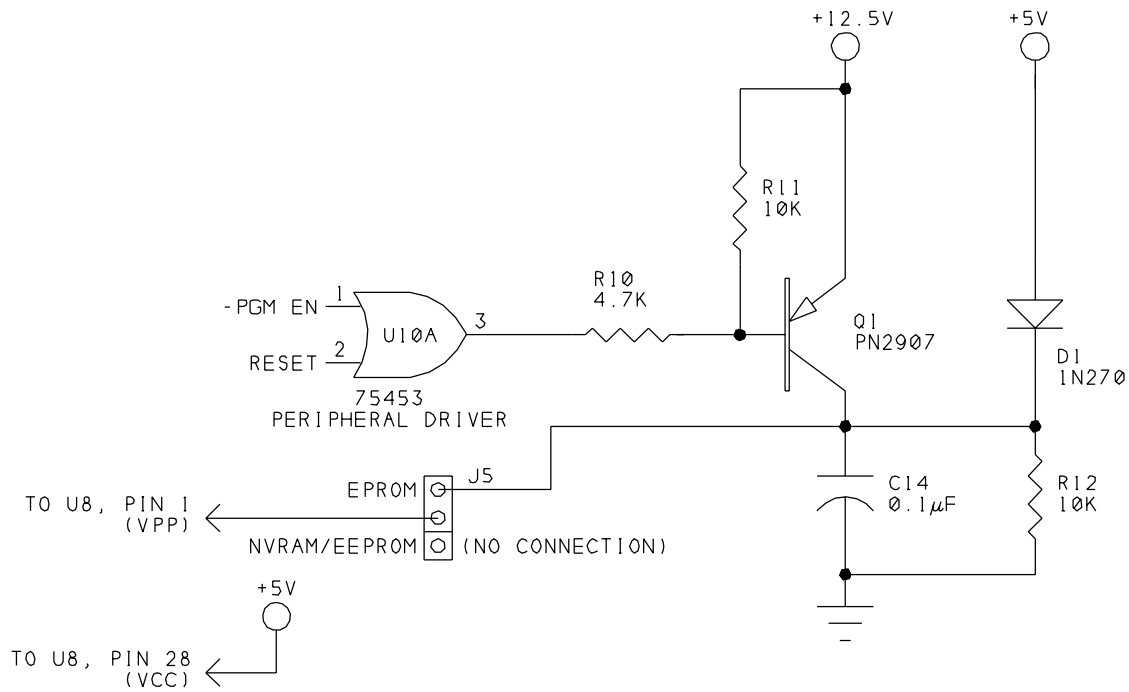 +12.5V
+5V
R11
10K
R10
4.7K
-PGM EN
1
U10A
3
RESET
2
75453
PERIPHERAL DRIVER
Q1
PN2907
D1
1N270
J5
EPROM
TO U8, PIN 1
(VPP)
NVRAM/EEPROM
(NO CONNECTION)
C14
0.1µF
R12
10K
+5V
TO U8, PIN 28
(VCC)